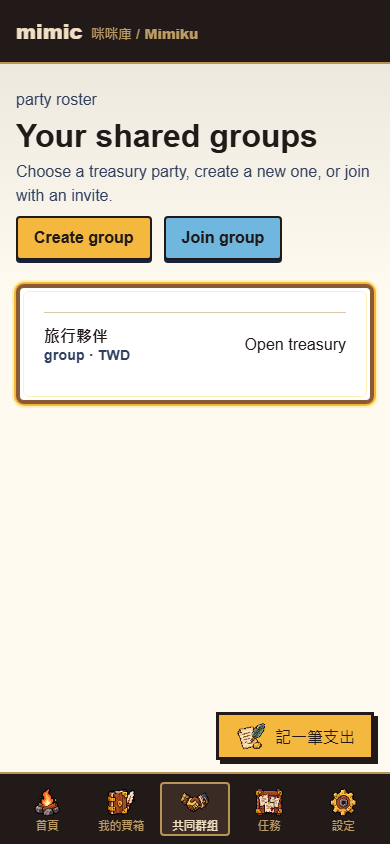 mimic 咪咪庫 / Mimiku
party roster
Your shared groups
Choose a treasury party, create a new one, or join
with an invite.
Create group
Join group
旅行夥伴
group · TWD
Open treasury
記一筆支出
首頁
我的寶箱
共同群組
任務
設定